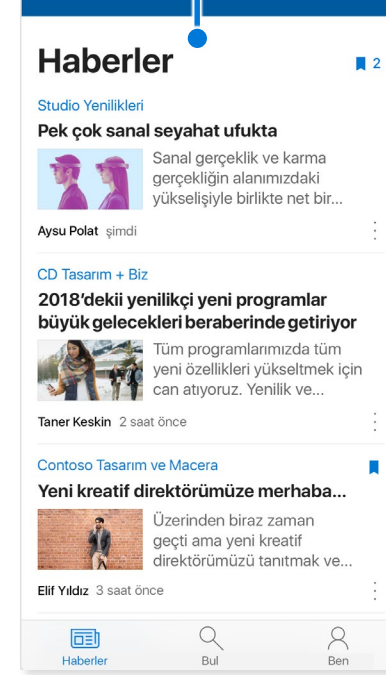 Haberler
2
Studio Yenilikleri
Pek çok sanal seyahat ufukta
Sanal gerçeklik ve karma
gerçekliğin alanımızdaki
yükselişiyle birlikte net bir...
Aysu Polat şimdi
CD Tasarım + Biz
2018'dekii yenilikçi yeni programlar
büyük gelecekleri beraberinde getiriyor
Tüm programlarımızda tüm
yeni özellikleri yükseltmek için
can atıyoruz. Yenilik ve...
Taner Keskin 2 saat önce
Contoso Tasarım ve Macera
Yeni kreatif direktörümüze merhaba...
Üzerinden biraz zaman
geçti ama yeni kreatif
direktörümüzü tanıtmak ve...
Elif Yıldız 3 saat önce
Haberler
Bul
Ben